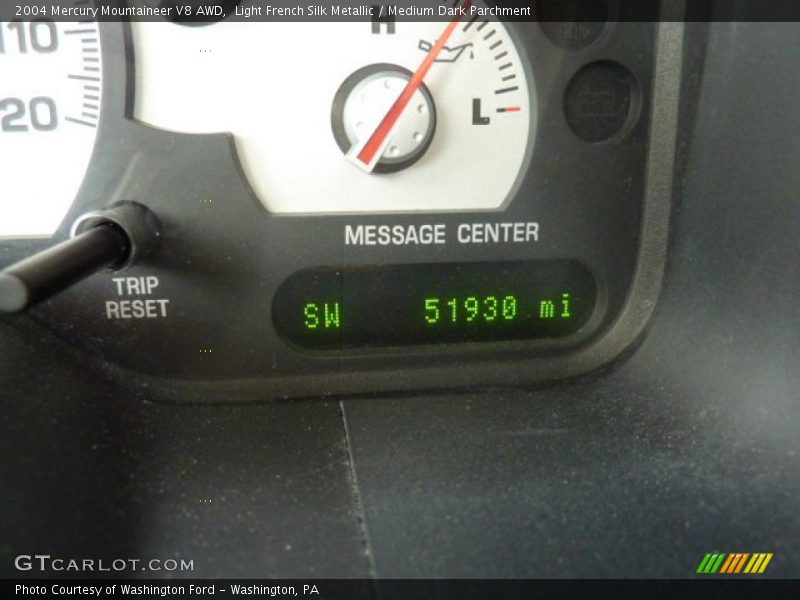 2004 Mercury Mountaineer V8 AWD, Light French Silk Metallic / Medium Dark Parchment
110
H
120
L
MESSAGE CENTER
TRIP
RESET
SW 51930 mi
GTCARLOT.COM
Photo Courtesy of Washington Ford - Washington, PA